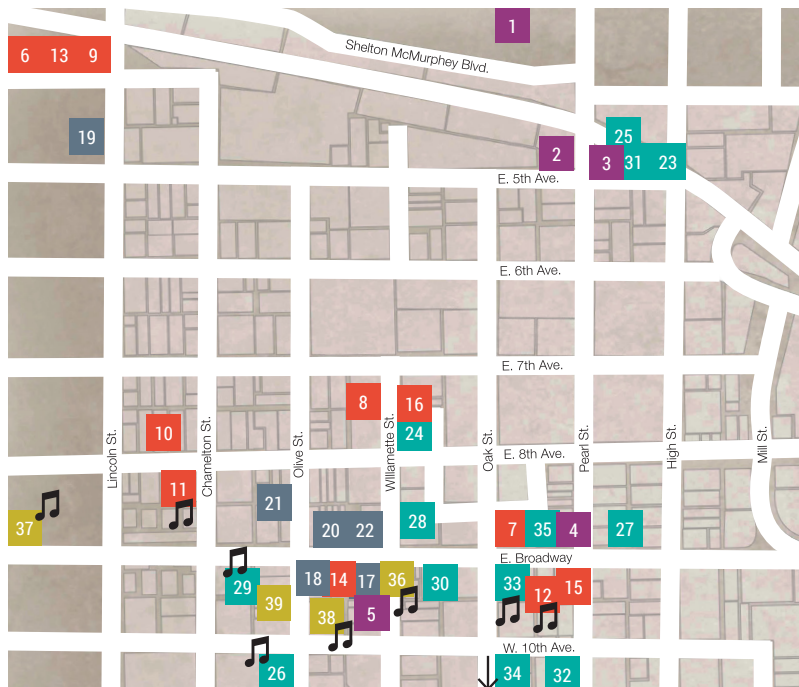 1
Shelton McMurphey Blvd.
6 13 9
19
25
2
3 31 23
E. 5th Ave.
E. 6th Ave.
E. 7th Ave.
8
16
10
24
Lincoln St.
Chamelton St.
Olive St.
WIllamette St.
Oak St.
E. 8th Ave.
Pearl St.
High St.
Mill St.
11
21
37
20 22
28
7 35 4
27
E. Broadway
18 14 17 36
30
33
15
29
12
39
38
5
W. 10th Ave.
26
34
32